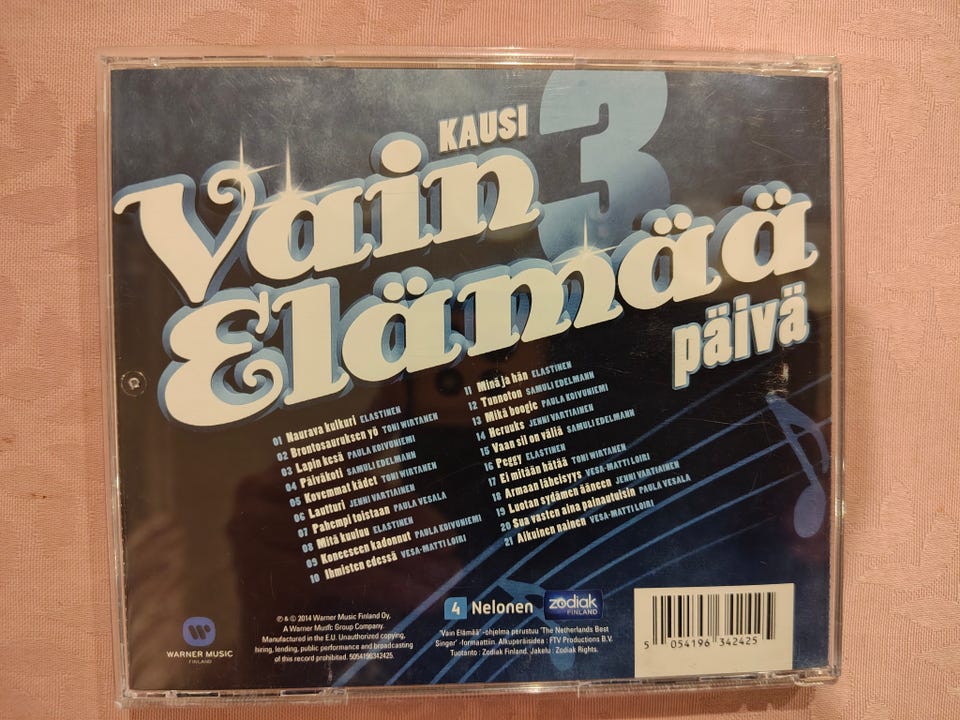 KAUSI 3
Vain
Elämää
päivä
01 Naurava kulkuri ELASTINEN
02 Brontosauruksen yö TONI WIRTANEN
03 Lapin kesä PAULA KOIVUNIEMI
04 Päiväkoti SAMULI EDELMANN
05 Kovemmat kädet TONI WIRTANEN
06 Lautturi JENNI VARTIAINEN
07 Pahempi toistaan PAULA VESALA
08 Mitä kuuluu ELASTINEN
09 Koneeseen kadonnut PAULA KOIVUNIEMI
10 Ihmisten edessä VESA-MATTI LOIRI
11 Minä ja hän ELASTINEN
12 Tunnoton SAMULI EDELMANN
13 Mikä boogie PAULA KOIVUNIEMI
14 Heruuks JENNI VARTIAINEN
15 Vaan sil on väliä SAMULI EDELMANN
16 Peggy ELASTINEN
17 Ei mitään hätää TONI WIRTANEN
18 Armaan läheisyys VESA-MATTI LOIRI
19 Luotan sydämen ääneen JENNI VARTIAINEN
20 Sua vasten aina painautuisin PAULA VESALA
21 Aikuinen nainen VESA-MATTI LOIRI
WARNER MUSIC
FINLAND
℗ & © 2014 Warner Music Finland Oy,
A Warner Music Group Company.
Manufactured in the E.U. Unauthorized copying,
hiring, lending, public performance and broadcasting
of this record prohibited. 5054196342425.
4 Nelonen zodiak
FINLAND
'Vain Elämää' -ohjelma perustuu 'The Netherlands Best
Singer' -formaattiin. Alkuperäisidea : FTV Productions B.V.
Tuotanto : Zodiak Finland. Jakelu : Zodiak Rights.
5 054196 342425